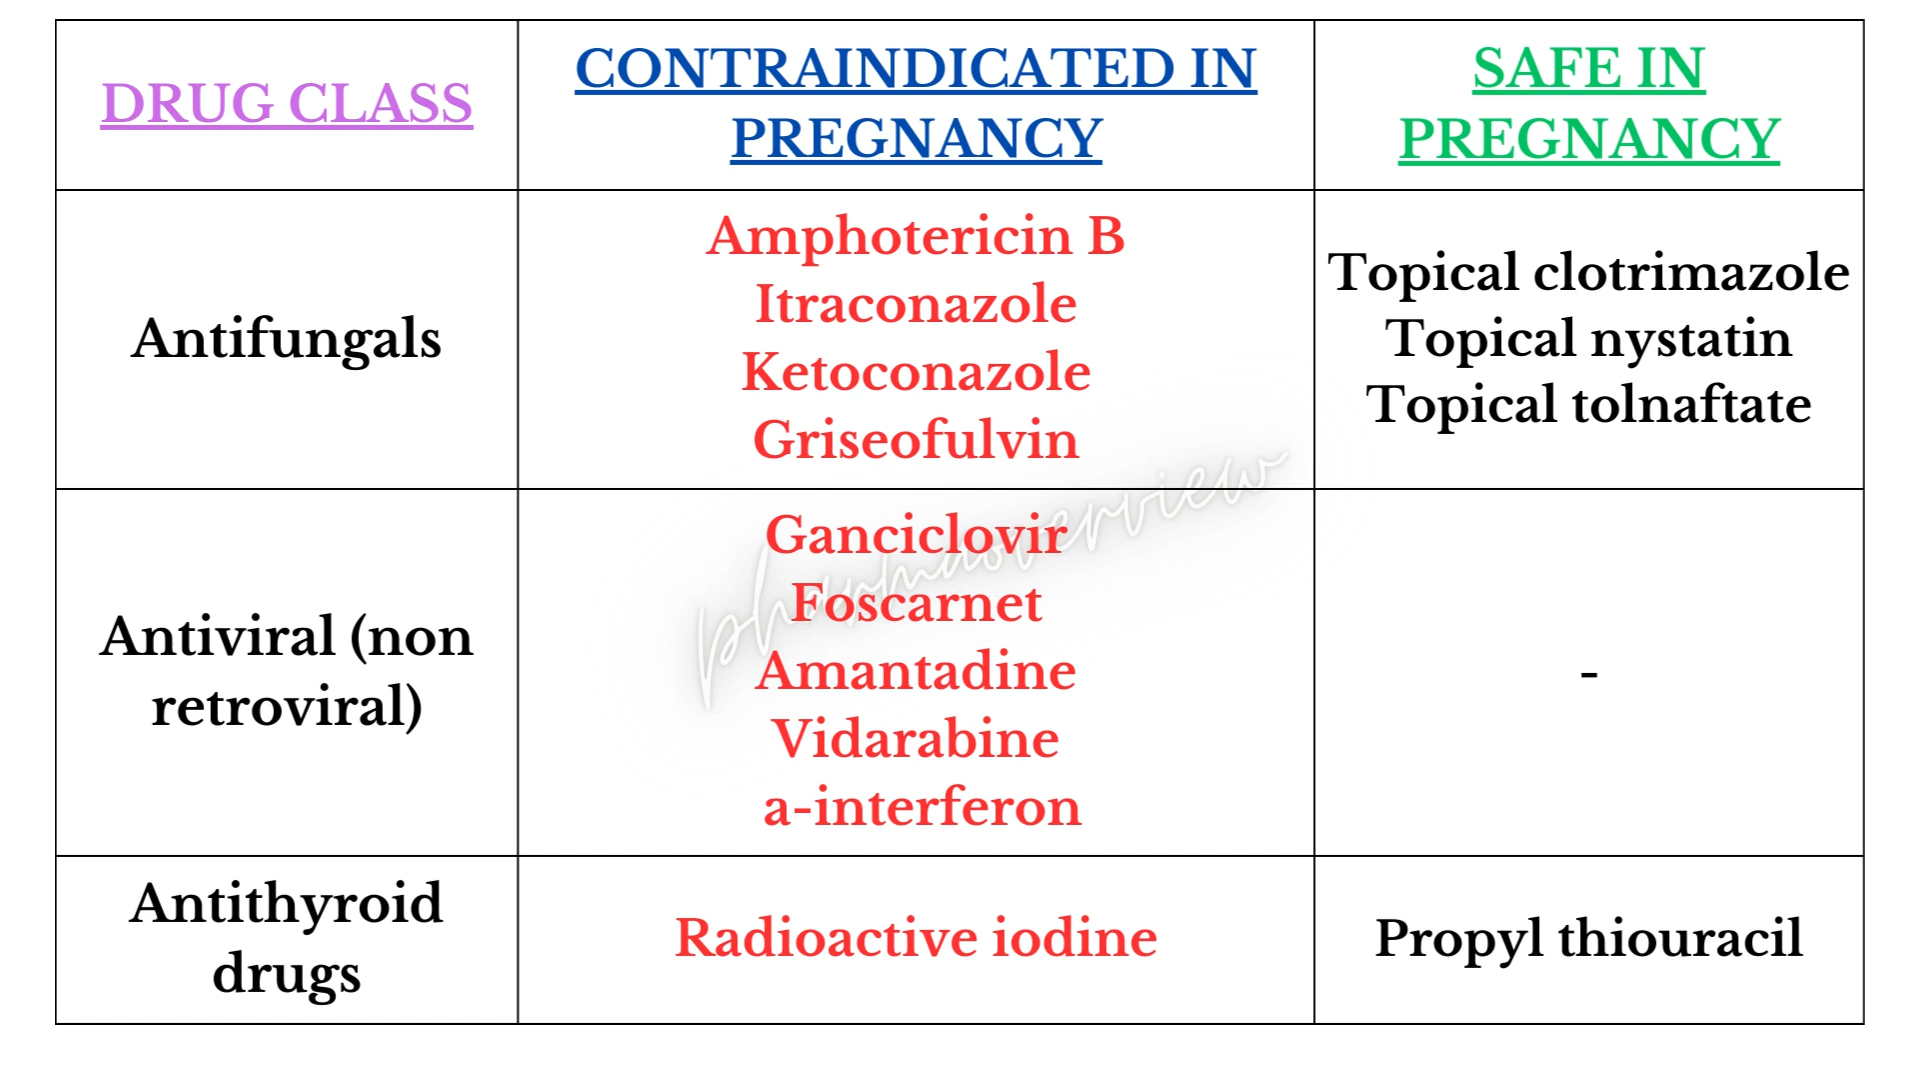 DRUG CLASS
CONTRAINDICATED IN
PREGNANCY
SAFE IN
PREGNANCY
Antifungals
Amphotericin B
Itraconazole
Ketoconazole
Griseofulvin
Topical clotrimazole
Topical nystatin
Topical tolnaftate
Antiviral (non
retroviral)
Ganciclovir
Foscarnet
Amantadine
Vidarabine
a-interferon
-
Antithyroid
drugs
Radioactive iodine
Propyl thiouracil
pharmdoverview